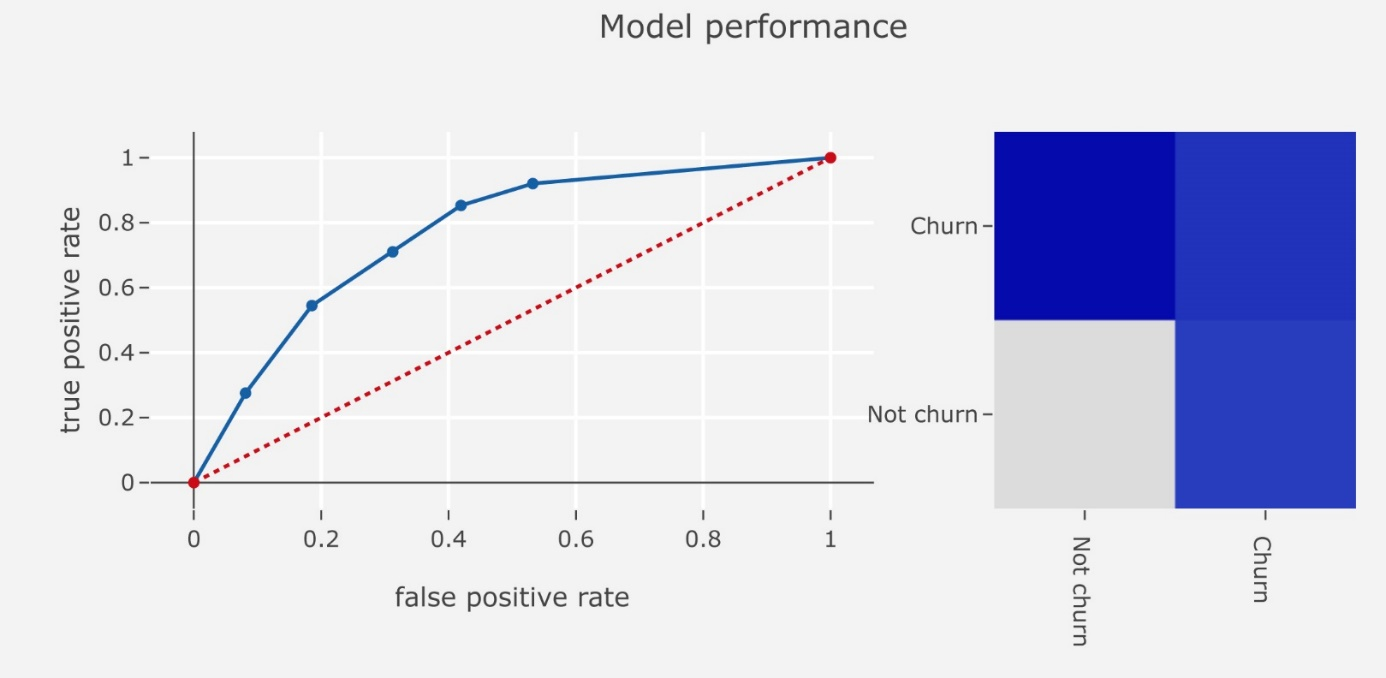 Model performance
true positive rate
1
0.8
0.6
0.4
0.2
0
0 0.2 0.4 0.6 0.8 1
false positive rate
Churn
Not churn
Not churn
Churn